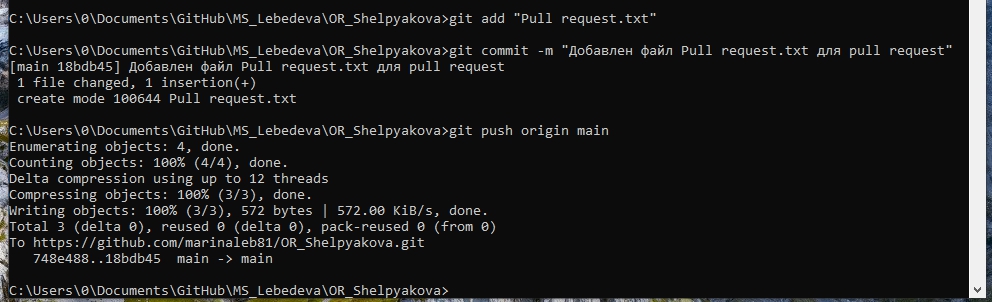 C:\Users\0\Documents\GitHub\MS_Lebedeva\OR_Shelpyakova>git add "Pull request.txt"
C:\Users\0\Documents\GitHub\MS_Lebedeva\OR_Shelpyakova>git commit -m "Добавлен файл Pull request.txt для pull request"
[main 18bdb45] Добавлен файл Pull request.txt для pull request
1 file changed, 1 insertion(+)
create mode 100644 Pull request.txt
C:\Users\0\Documents\GitHub\MS_Lebedeva\OR_Shelpyakova>git push origin main
Enumerating objects: 4, done.
Counting objects: 100% (4/4), done.
Delta compression using up to 12 threads
Compressing objects: 100% (3/3), done.
Writing objects: 100% (3/3), 572 bytes | 572.00 KiB/s, done.
Total 3 (delta 0), reused 0 (delta 0), pack-reused 0 (from 0)
To https://github.com/marinaleb81/OR_Shelpyakova.git
748e488..18bdb45  main -> main
C:\Users\0\Documents\GitHub\MS_Lebedeva\OR_Shelpyakova>